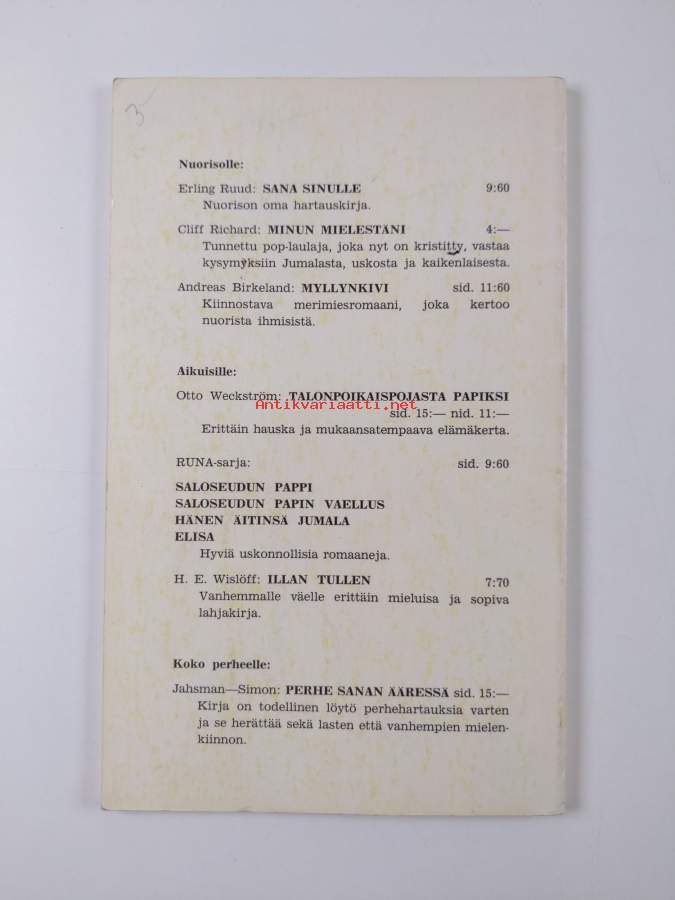 3
Nuorisolle:
Erling Ruud: SANA SINULLE 9:60
Nuorison oma hartauskirja.
Cliff Richard: MINUN MIELESTÄNI 4:—
Tunnettu pop-laulaja, joka nyt on kristitty, vastaa
kysymyksiin Jumalasta, uskosta ja kaikenlaisesta.
Andreas Birkeland: MYLLYNKIVI sid. 11:60
Kiinnostava merimiesromaani, joka kertoo
nuorista ihmisistä.
Aikuisille:
Otto Weckström: TALONPOIKAISPOJASTA PAPIKSI
Antikvariaatti.net
sid. 15:— nid. 11:—
Erittäin hauska ja mukaansatempaava elämäkerta.
RUNA-sarja: sid. 9:60
SALOSEUDUN PAPPI
SALOSEUDUN PAPIN VAELLUS
HÄNEN ÄITINSÄ JUMALA
ELISA
Hyviä uskonnollisia romaaneja.
H. E. Wislöff: ILLAN TULLEN 7:70
Vanhemmalle väelle erittäin mieluisa ja sopiva
lahjakirja.
Koko perheelle:
Jahsman—Simon: PERHE SANAN ÄÄRESSÄ sid. 15:—
Kirja on todellinen löytö perhehartauksia varten
ja se herättää sekä lasten että vanhempien mielen-
kiinnon.